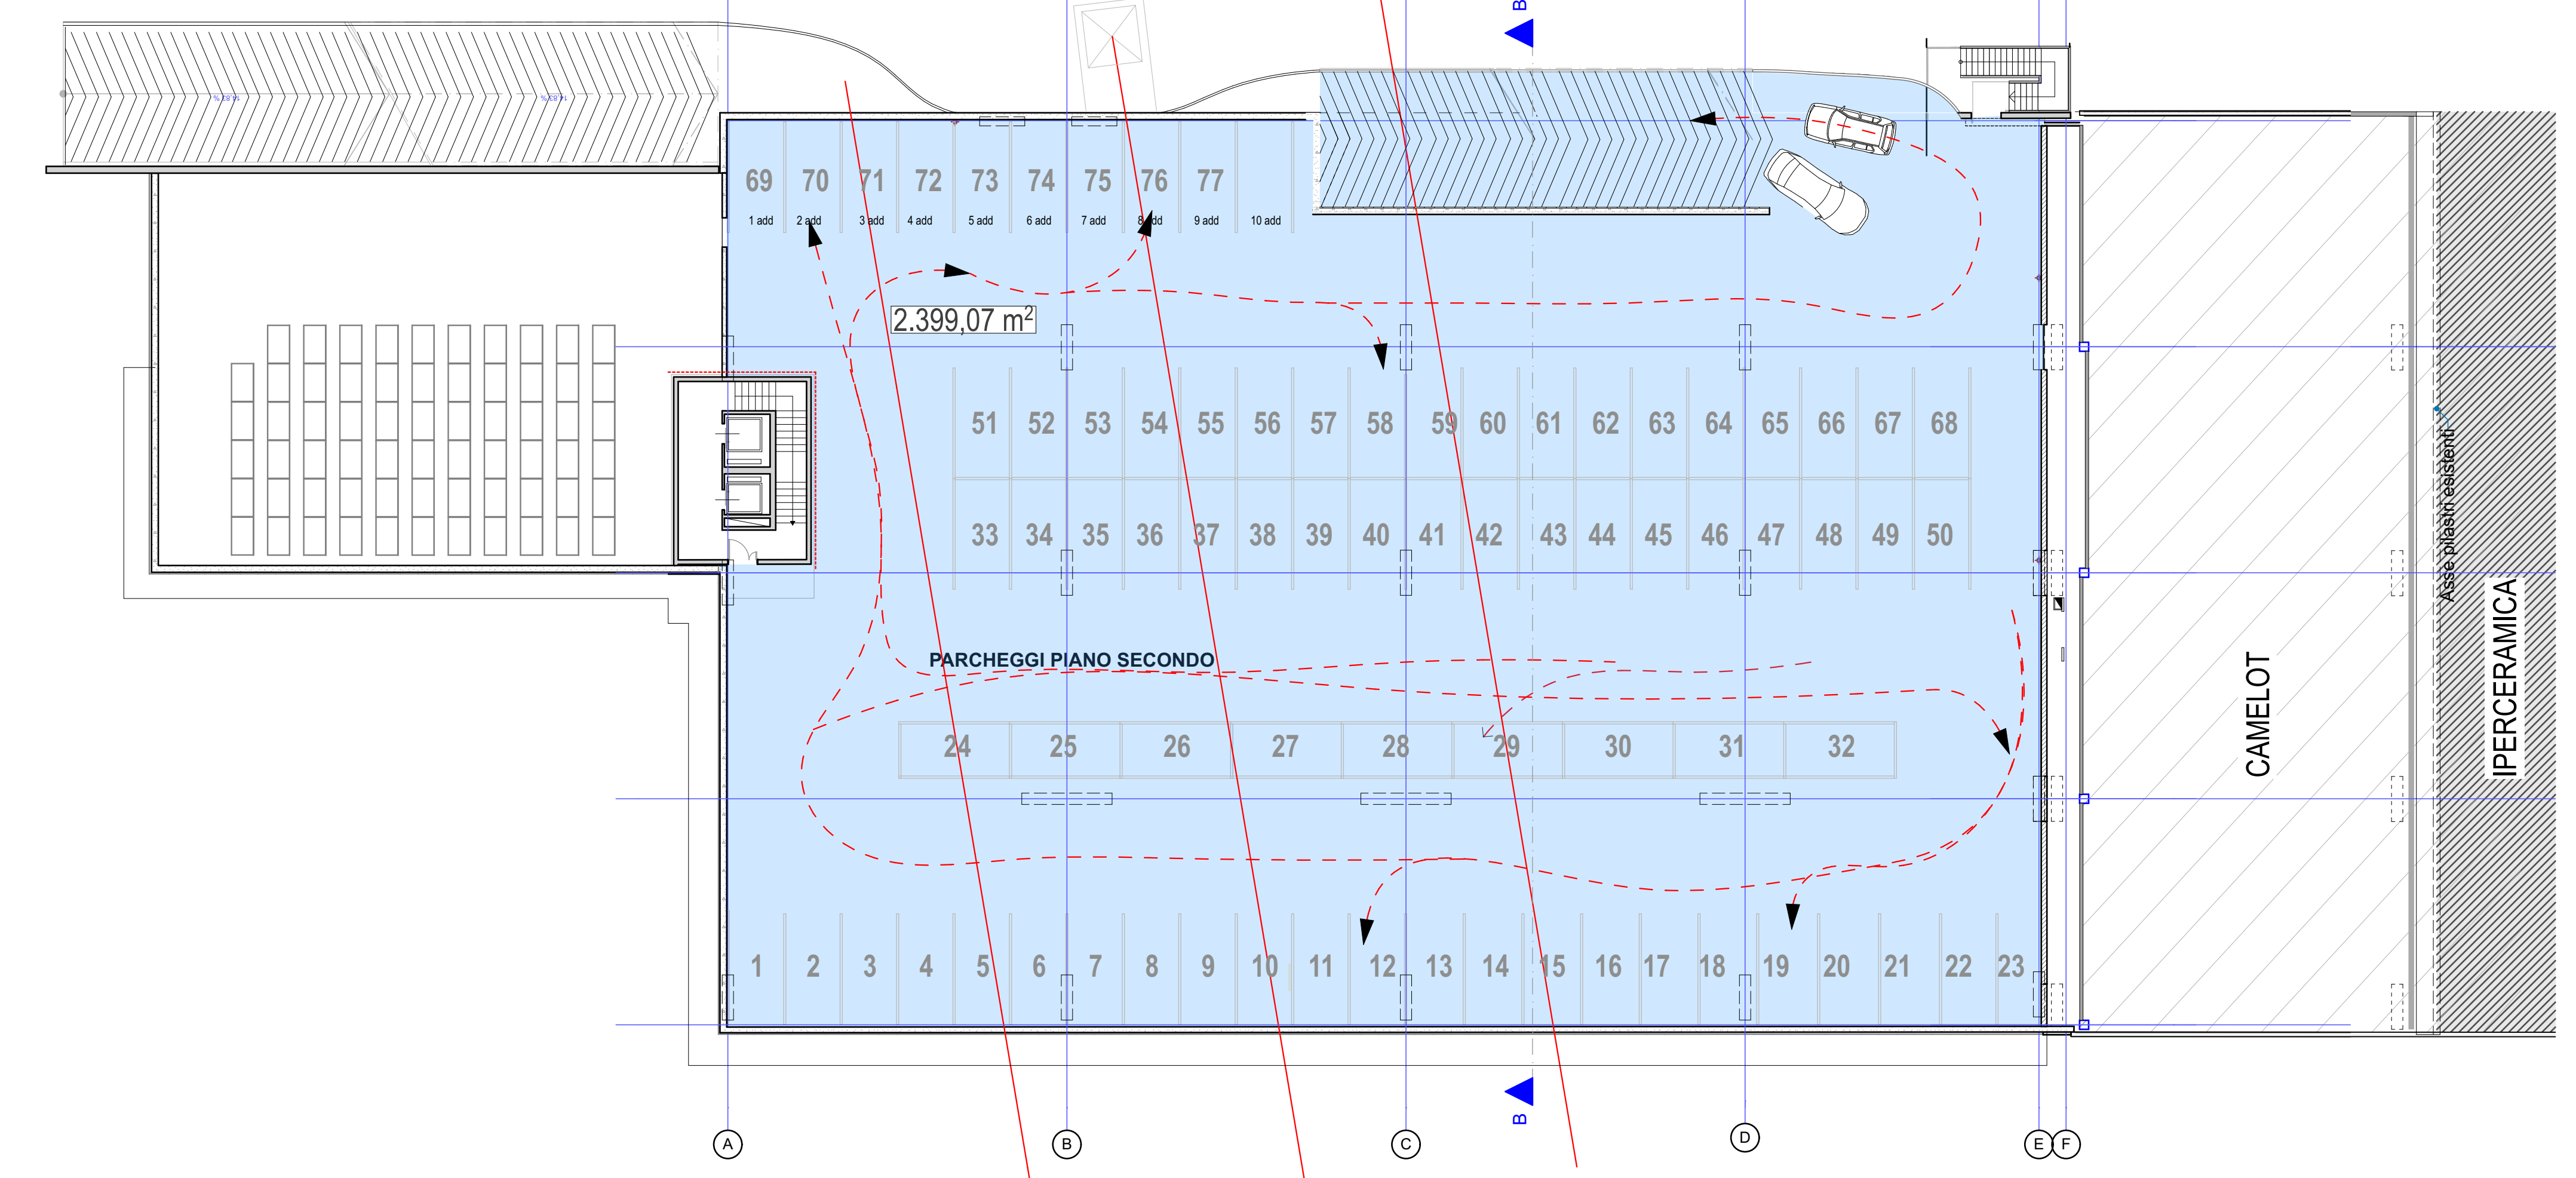 B
14,83 %
14,83 %
69 70 71 72 73 74 75 76 77
1 add 2 add 3 add 4 add 5 add 6 add 7 add 8 add 9 add 10 add
2.399,07 m²
51 52 53 54 55 56 57 58 59 60 61 62 63 64 65 66 67 68
33 34 35 36 37 38 39 40 41 42 43 44 45 46 47 48 49 50
PARCHEGGI PIANO SECONDO
24 25 26 27 28 29 30 31 32
1 2 3 4 5 6 7 8 9 10 11 12 13 14 15 16 17 18 19 20 21 22 23
Asse pilastri esistenti
CAMELOT
IPERCERAMICA
B
A B C D E F